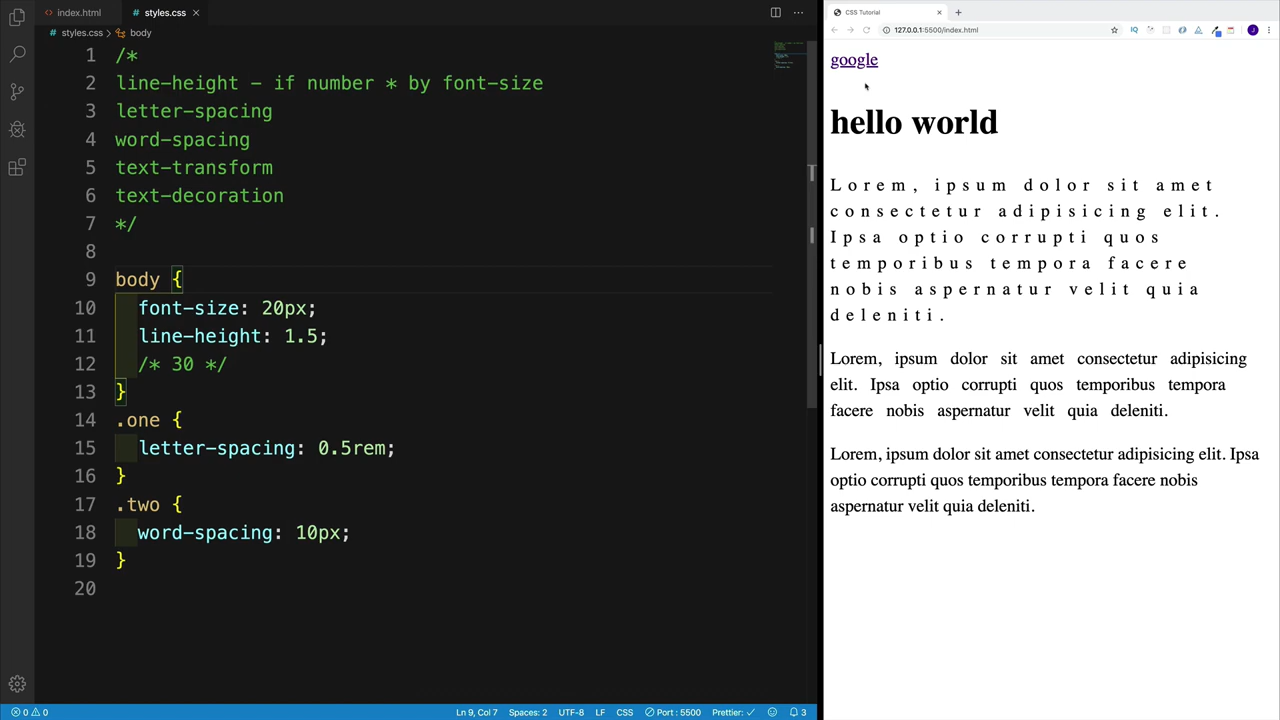 index.html
styles.css
styles.css
body
1 /*
2 line-height - if number * by font-size
3 letter-spacing
4 word-spacing
5 text-transform
6 text-decoration
7 */
8
9 body {
10 font-size: 20px;
11 line-height: 1.5;
12 /* 30 */
13 }
14 .one {
15 letter-spacing: 0.5rem;
16 }
17 .two {
18 word-spacing: 10px;
19 }
20
0 0 Ln 9, Col 7 Spaces: 2 UTF-8 LF CSS Port : 5500 Prettier: 3
CSS Tutorial
127.0.0.1:5500/index.html
J
google
hello world
Lorem, ipsum dolor sit amet
consectetur adipisicing elit.
Ipsa optio corrupti quos
temporibus tempora facere
nobis aspernatur velit quia
deleniti.
Lorem, ipsum dolor sit amet consectetur adipisicing
elit. Ipsa optio corrupti quos temporibus tempora
facere nobis aspernatur velit quia deleniti.
Lorem, ipsum dolor sit amet consectetur adipisicing elit. Ipsa
optio corrupti quos temporibus tempora facere nobis
aspernatur velit quia deleniti.